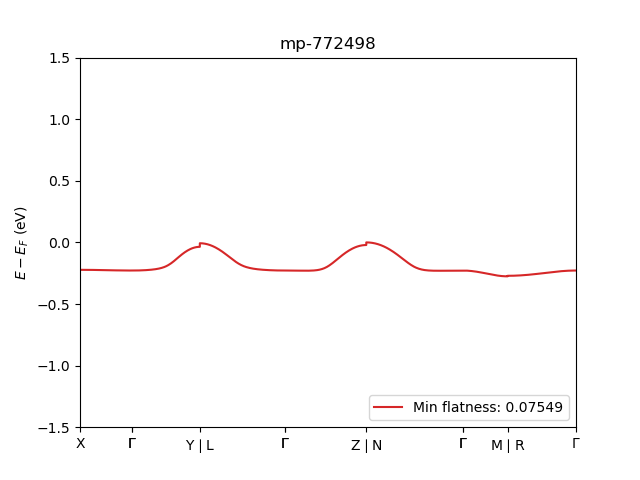 mp-772498
E − E_F (eV)
1.5
1.0
0.5
0.0
−0.5
−1.0
−1.5
Min flatness: 0.07549
X Γ Y | L Γ Z | N Γ M | R Γ